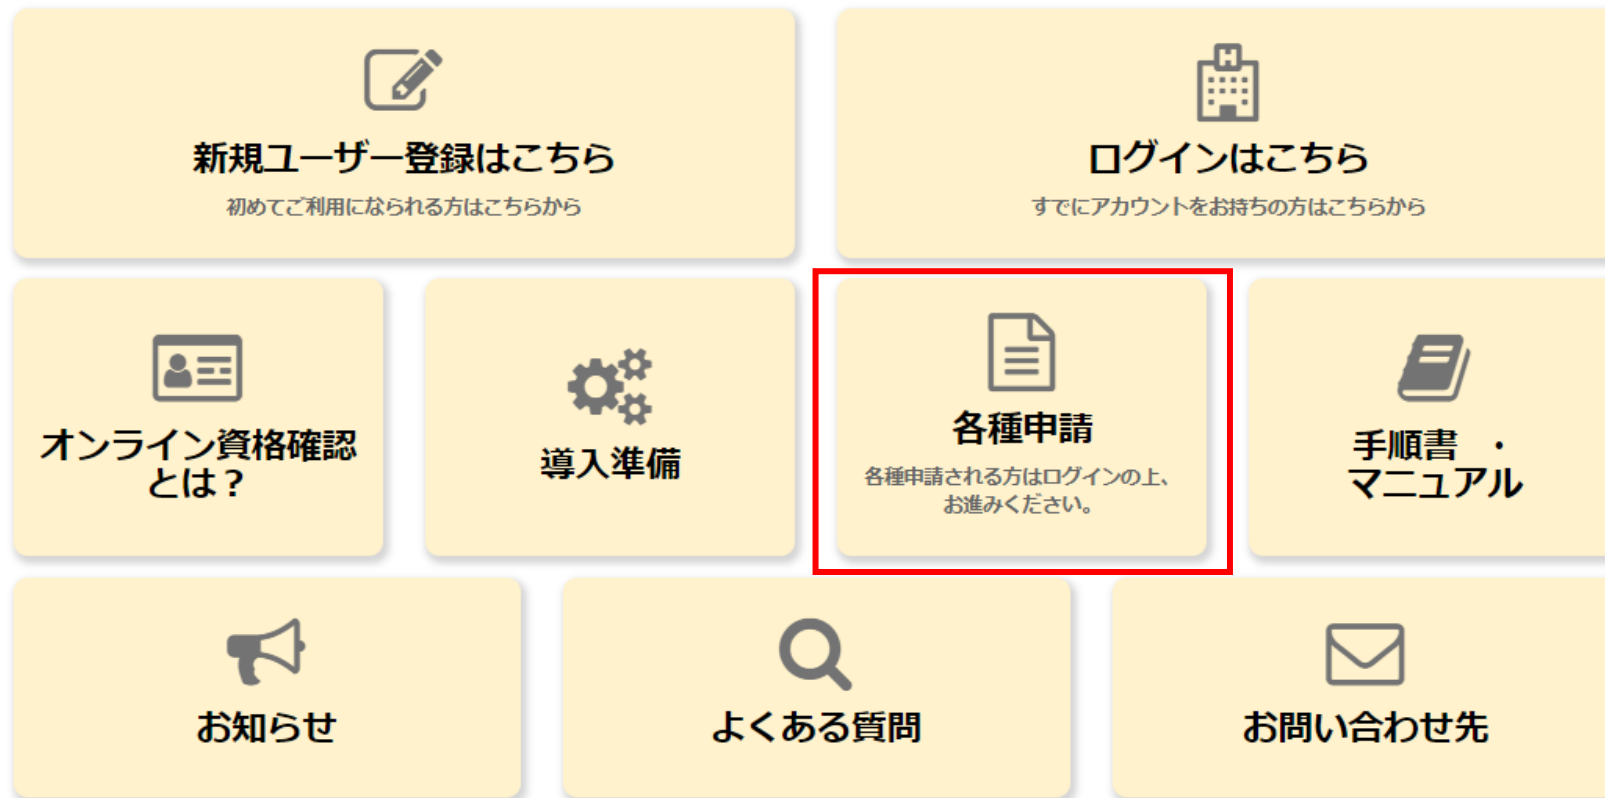 新規ユーザー登録はこちら
初めてご利用になられる方はこちらから
ログインはこちら
すでにアカウントをお持ちの方はこちらから
オンライン資格確認
とは？
導入準備
各種申請
各種申請される方はログインの上、
お進みください。
手順書　・
マニュアル
お知らせ
よくある質問
お問い合わせ先